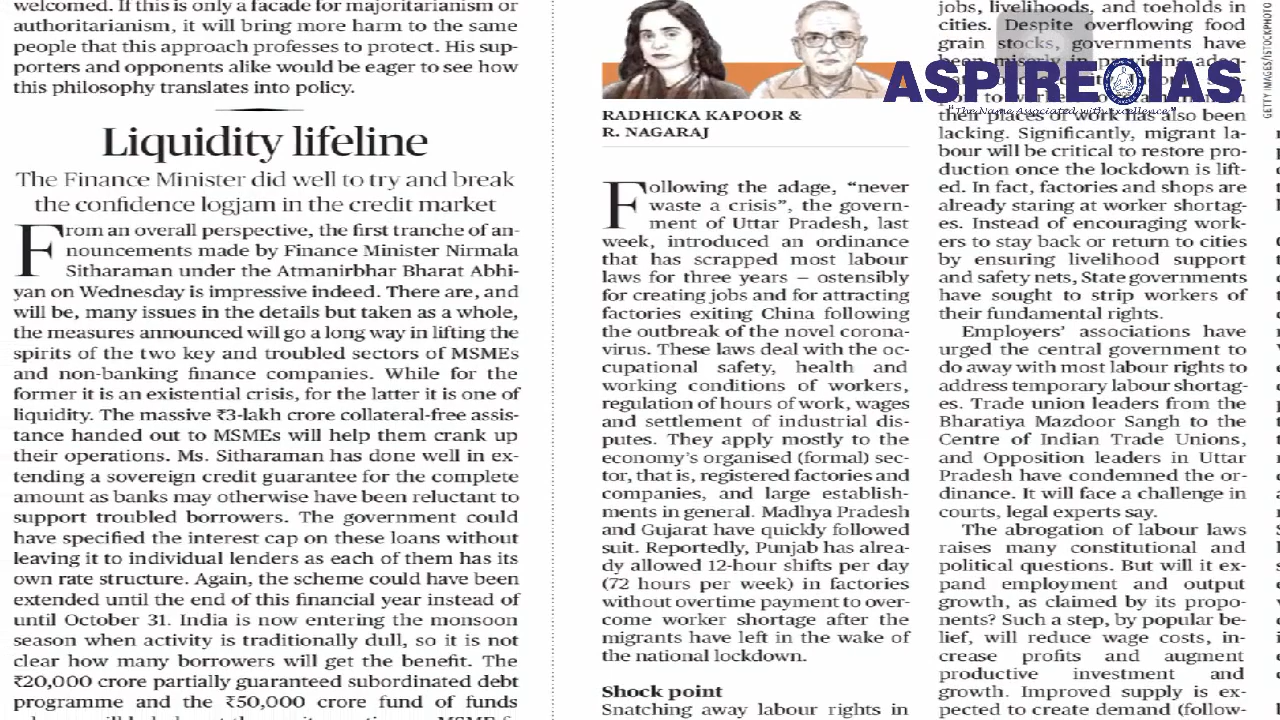 welcomed. If this is only a facade for majoritarianism or
authoritarianism, it will bring more harm to the same
people that this approach professes to protect. His sup-
porters and opponents alike would be eager to see how
this philosophy translates into policy.
Liquidity lifeline
The Finance Minister did well to try and break
the confidence logjam in the credit market
From an overall perspective, the first tranche of an-
nouncements made by Finance Minister Nirmala
Sitharaman under the Atmanirbhar Bharat Abhi-
yan on Wednesday is impressive indeed. There are, and
will be, many issues in the details but taken as a whole,
the measures announced will go a long way in lifting the
spirits of the two key and troubled sectors of MSMEs
and non-banking finance companies. While for the
former it is an existential crisis, for the latter it is one of
liquidity. The massive ₹3-lakh crore collateral-free assis-
tance handed out to MSMEs will help them crank up
their operations. Ms. Sitharaman has done well in ex-
tending a sovereign credit guarantee for the complete
amount as banks may otherwise have been reluctant to
support troubled borrowers. The government could
have specified the interest cap on these loans without
leaving it to individual lenders as each of them has its
own rate structure. Again, the scheme could have been
extended until the end of this financial year instead of
until October 31. India is now entering the monsoon
season when activity is traditionally dull, so it is not
clear how many borrowers will get the benefit. The
₹20,000 crore partially guaranteed subordinated debt
programme and the ₹50,000 crore fund of funds
RADHICKA KAPOOR &
R. NAGARAJ
Following the adage, “never
waste a crisis”, the govern-
ment of Uttar Pradesh, last
week, introduced an ordinance
that has scrapped most labour
laws for three years – ostensibly
for creating jobs and for attracting
factories exiting China following
the outbreak of the novel corona-
virus. These laws deal with the oc-
cupational safety, health and
working conditions of workers,
regulation of hours of work, wages
and settlement of industrial dis-
putes. They apply mostly to the
economy’s organised (formal) sec-
tor, that is, registered factories and
companies, and large establish-
ments in general. Madhya Pradesh
and Gujarat have quickly followed
suit. Reportedly, Punjab has alrea-
dy allowed 12-hour shifts per day
(72 hours per week) in factories
without overtime payment to over-
come worker shortage after the
migrants have left in the wake of
the national lockdown.
Shock point
Snatching away labour rights in
jobs, livelihoods, and toeholds in
cities. Despite overflowing food
grain stocks, governments have
been miserly in providing adeq-
ASPIRE IAS
"The Name Associated with Excellence"
their places of work has also been
lacking. Significantly, migrant la-
bour will be critical to restore pro-
duction once the lockdown is lift-
ed. In fact, factories and shops are
already staring at worker shortag-
es. Instead of encouraging work-
ers to stay back or return to cities
by ensuring livelihood support
and safety nets, State governments
have sought to strip workers of
their fundamental rights.
Employers’ associations have
urged the central government to
do away with most labour rights to
address temporary labour shortag-
es. Trade union leaders from the
Bharatiya Mazdoor Sangh to the
Centre of Indian Trade Unions,
and Opposition leaders in Uttar
Pradesh have condemned the or-
dinance. It will face a challenge in
courts, legal experts say.
The abrogation of labour laws
raises many constitutional and
political questions. But will it ex-
pand employment and output
growth, as claimed by its propo-
nents? Such a step, by popular be-
lief, will reduce wage costs, in-
crease profits and augment
productive investment and
growth. Improved supply is ex-
pected to create demand (follow-
GETTY IMAGES/ISTOCKPHOTO